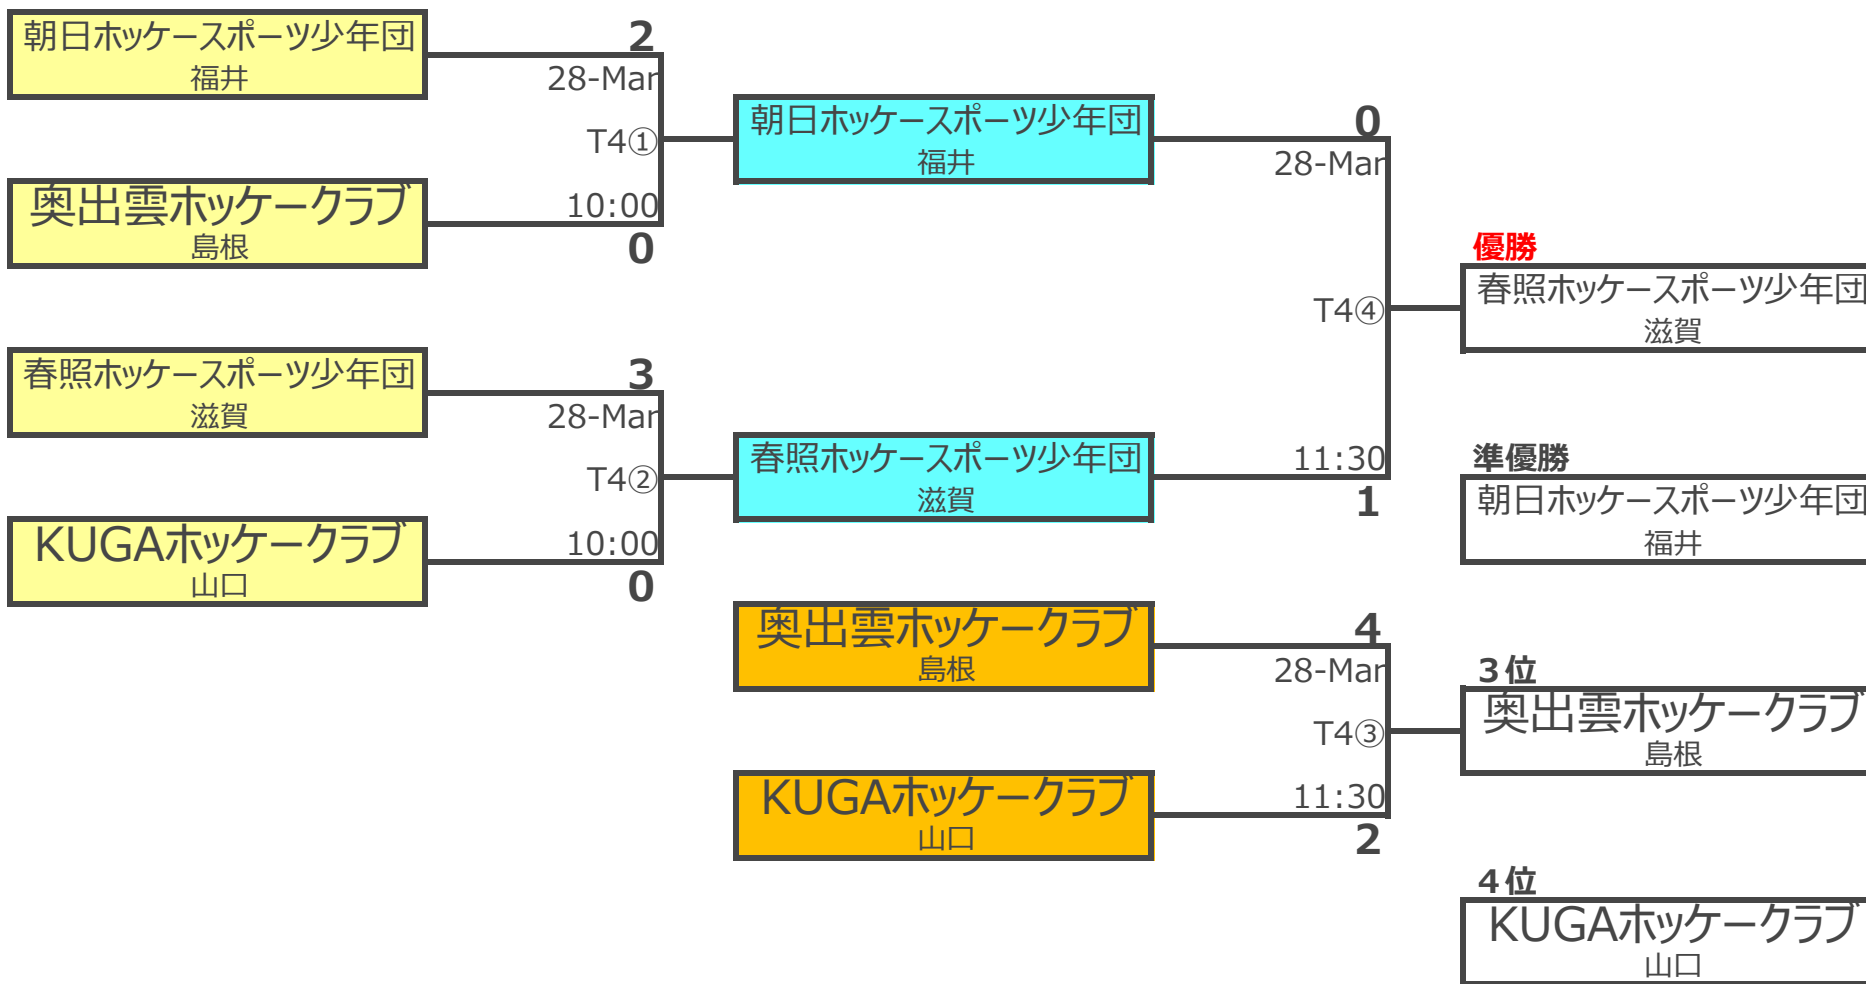 朝日ホッケースポーツ少年団
福井
2
28-Mar
T4①
10:00
0
奥出雲ホッケークラブ
島根
春照ホッケースポーツ少年団
滋賀
3
28-Mar
T4②
10:00
0
KUGAホッケークラブ
山口
朝日ホッケースポーツ少年団
福井
0
28-Mar
T4④
11:30
1
春照ホッケースポーツ少年団
滋賀
奥出雲ホッケークラブ
島根
4
28-Mar
T4③
11:30
2
KUGAホッケークラブ
山口
優勝
春照ホッケースポーツ少年団
滋賀
準優勝
朝日ホッケースポーツ少年団
福井
3位
奥出雲ホッケークラブ
島根
4位
KUGAホッケークラブ
山口